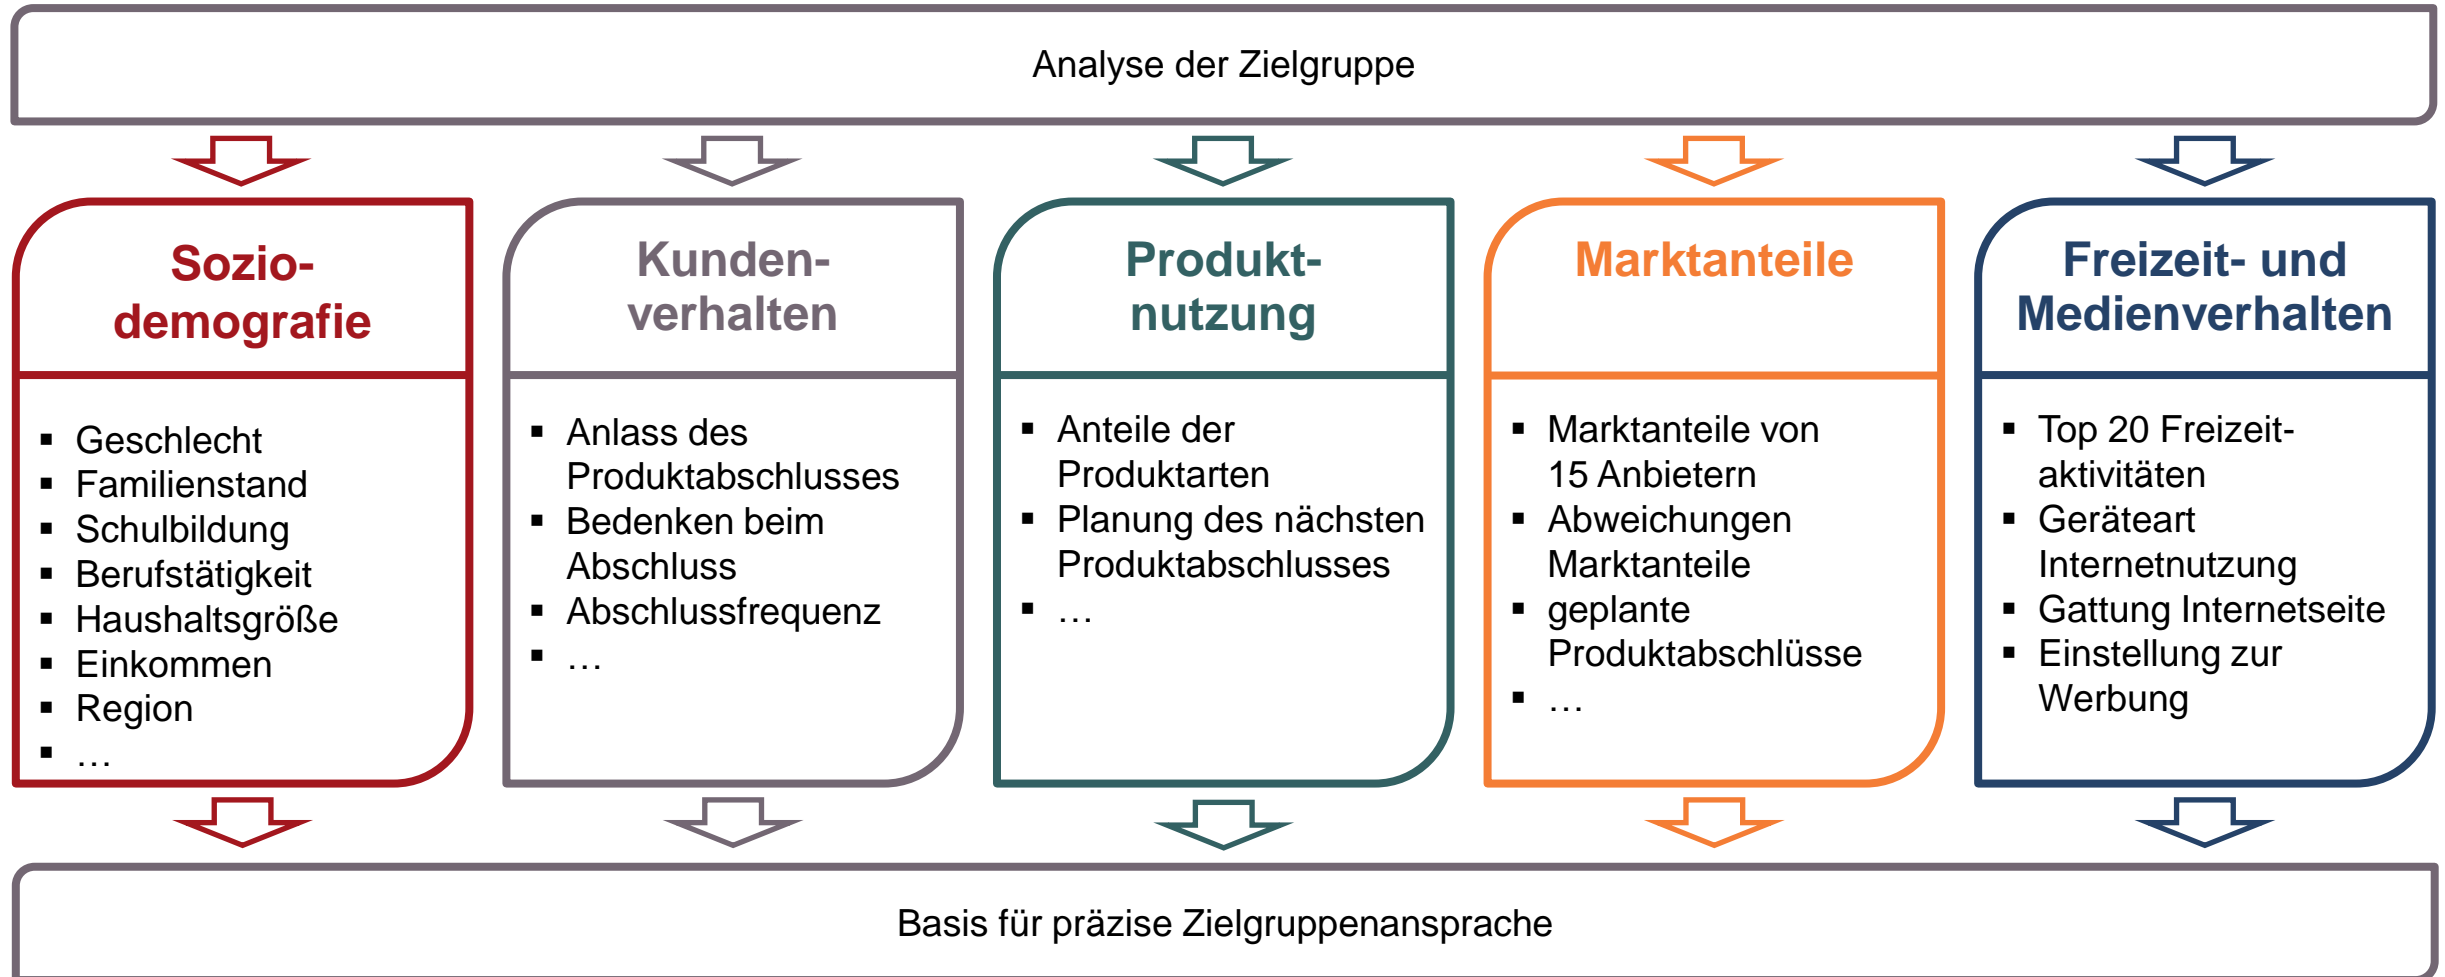 Analyse der Zielgruppe
Sozio-
demografie
▪ Geschlecht
▪ Familienstand
▪ Schulbildung
▪ Berufstätigkeit
▪ Haushaltsgröße
▪ Einkommen
▪ Region
▪ …
Kunden-
verhalten
▪ Anlass des
Produktabschlusses
▪ Bedenken beim
Abschluss
▪ Abschlussfrequenz
▪ …
Produkt-
nutzung
▪ Anteile der
Produktarten
▪ Planung des nächsten
Produktabschlusses
▪ …
Marktanteile
▪ Marktanteile von
15 Anbietern
▪ Abweichungen
Marktanteile
▪ geplante
Produktabschlüsse
▪ …
Freizeit- und
Medienverhalten
▪ Top 20 Freizeit-
aktivitäten
▪ Geräteart
Internetnutzung
▪ Gattung Internetseite
▪ Einstellung zur
Werbung
Basis für präzise Zielgruppenansprache